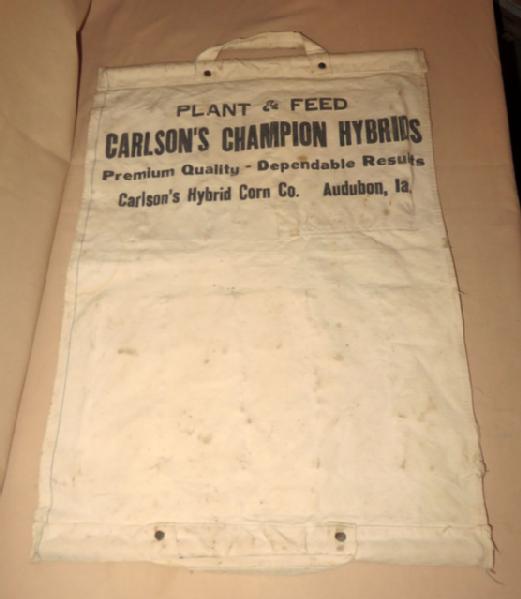 PLANT & FEED
CARLSON'S CHAMPION HYBRIDS
Premium Quality - Dependable Results
Carlson's Hybrid Corn Co. Audubon, Ia.